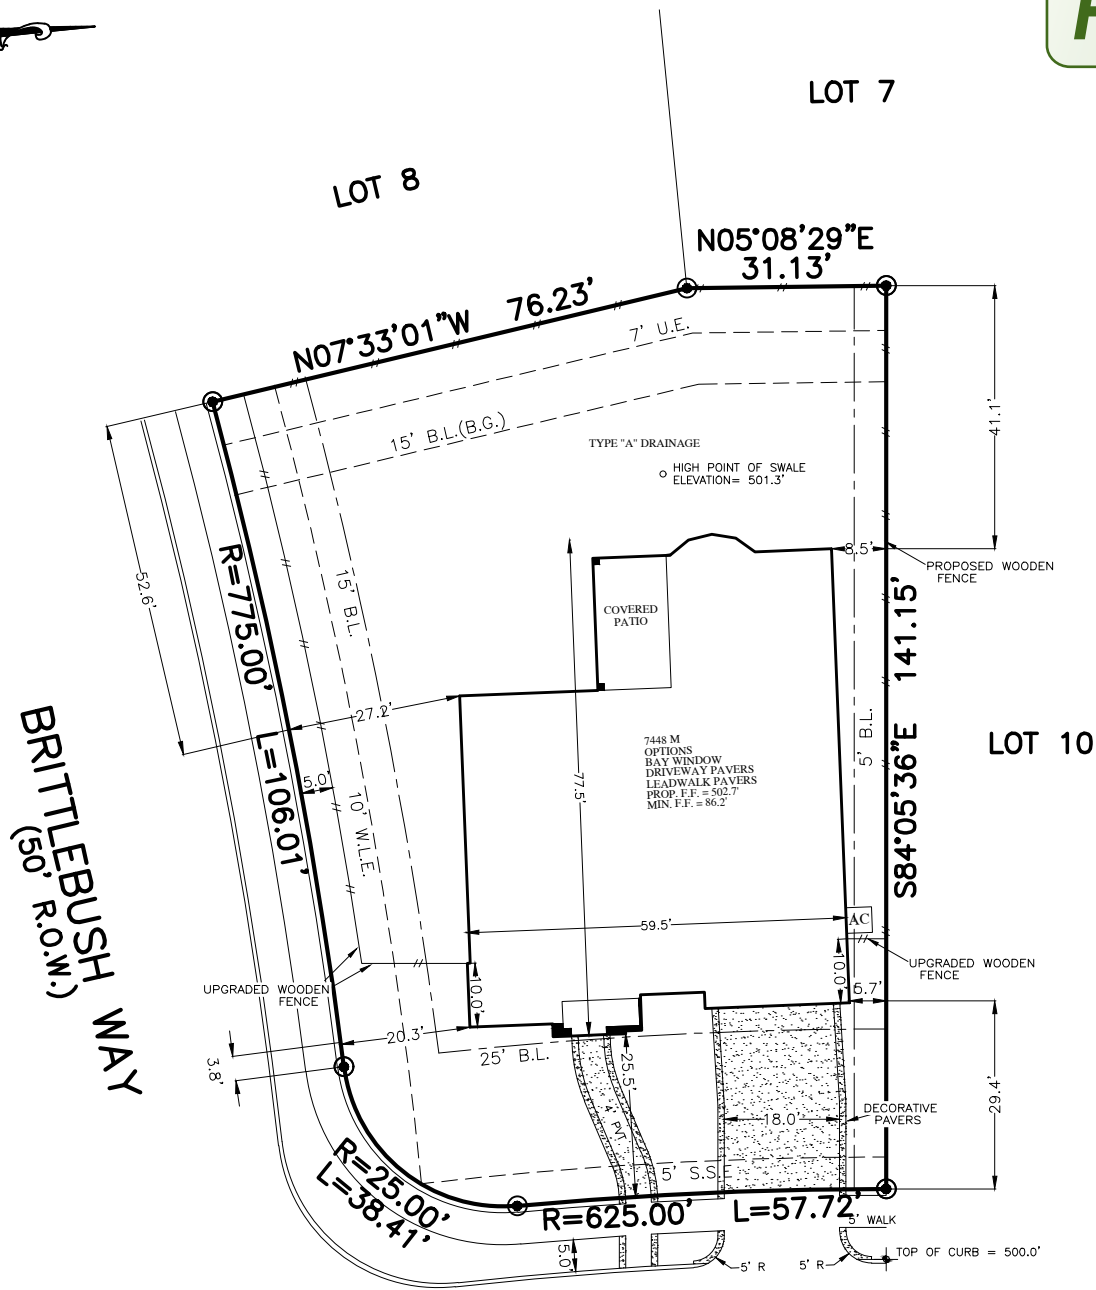 LOT 7
LOT 8
N05°08'29"E
31.13'
N07°33'01"W 76.23'
7' U.E.
15' B.L.(B.G.)
TYPE "A" DRAINAGE
HIGH POINT OF SWALE
ELEVATION= 501.3'
41.1'
8.5'
PROPOSED WOODEN
FENCE
52.6'
R=775.00'
L=106.01'
15' B.L.
COVERED
PATIO
27.2'
5.0'
10' W.L.E.
77.5'
7448 M
OPTIONS
BAY WINDOW
DRIVEWAY PAVERS
LEADWALK PAVERS
PROP. F.F. = 502.7'
MIN. F.F. = 86.2'
5' B.L.
S84°05'36"E 141.15'
LOT 10
BRITTLEBUSH WAY
(50' R.O.W.)
59.5'
AC
UPGRADED WOODEN
FENCE
UPGRADED WOODEN
FENCE
10.0'
10.0'
5.7'
20.3'
3.8'
25' B.L.
25.5'
4' PVT
18.0'
DECORATIVE
PAVERS
29.4'
5' S.S.E
R=25.00'
L=38.41'
R=625.00' L=57.72'
5' WALK
5.0'
5' R
5' R
TOP OF CURB = 500.0'